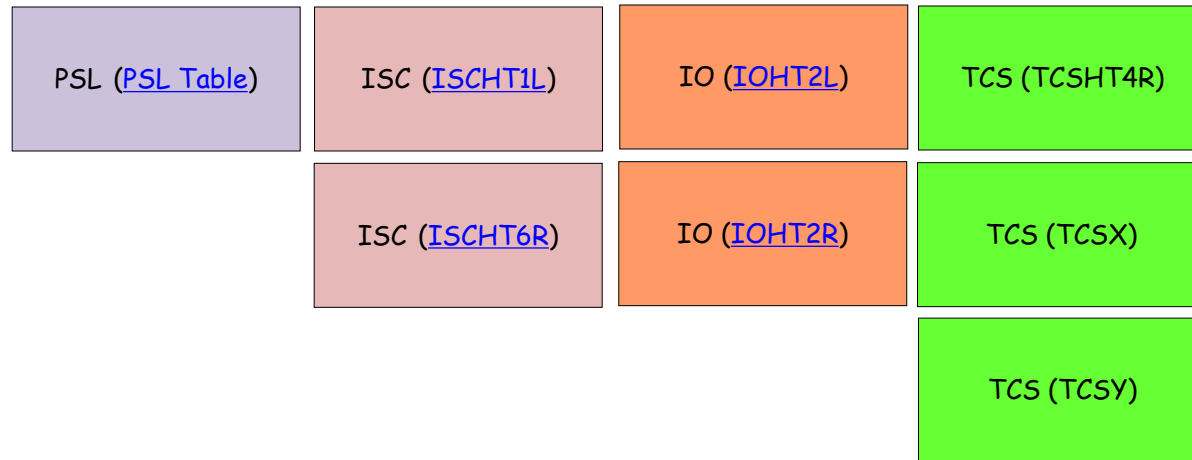 PSL (PSL Table)
ISC (ISCHT1L)
IO (IOHT2L)
TCS (TCSHT4R)
ISC (ISCHT6R)
IO (IOHT2R)
TCS (TCSX)
TCS (TCSY)